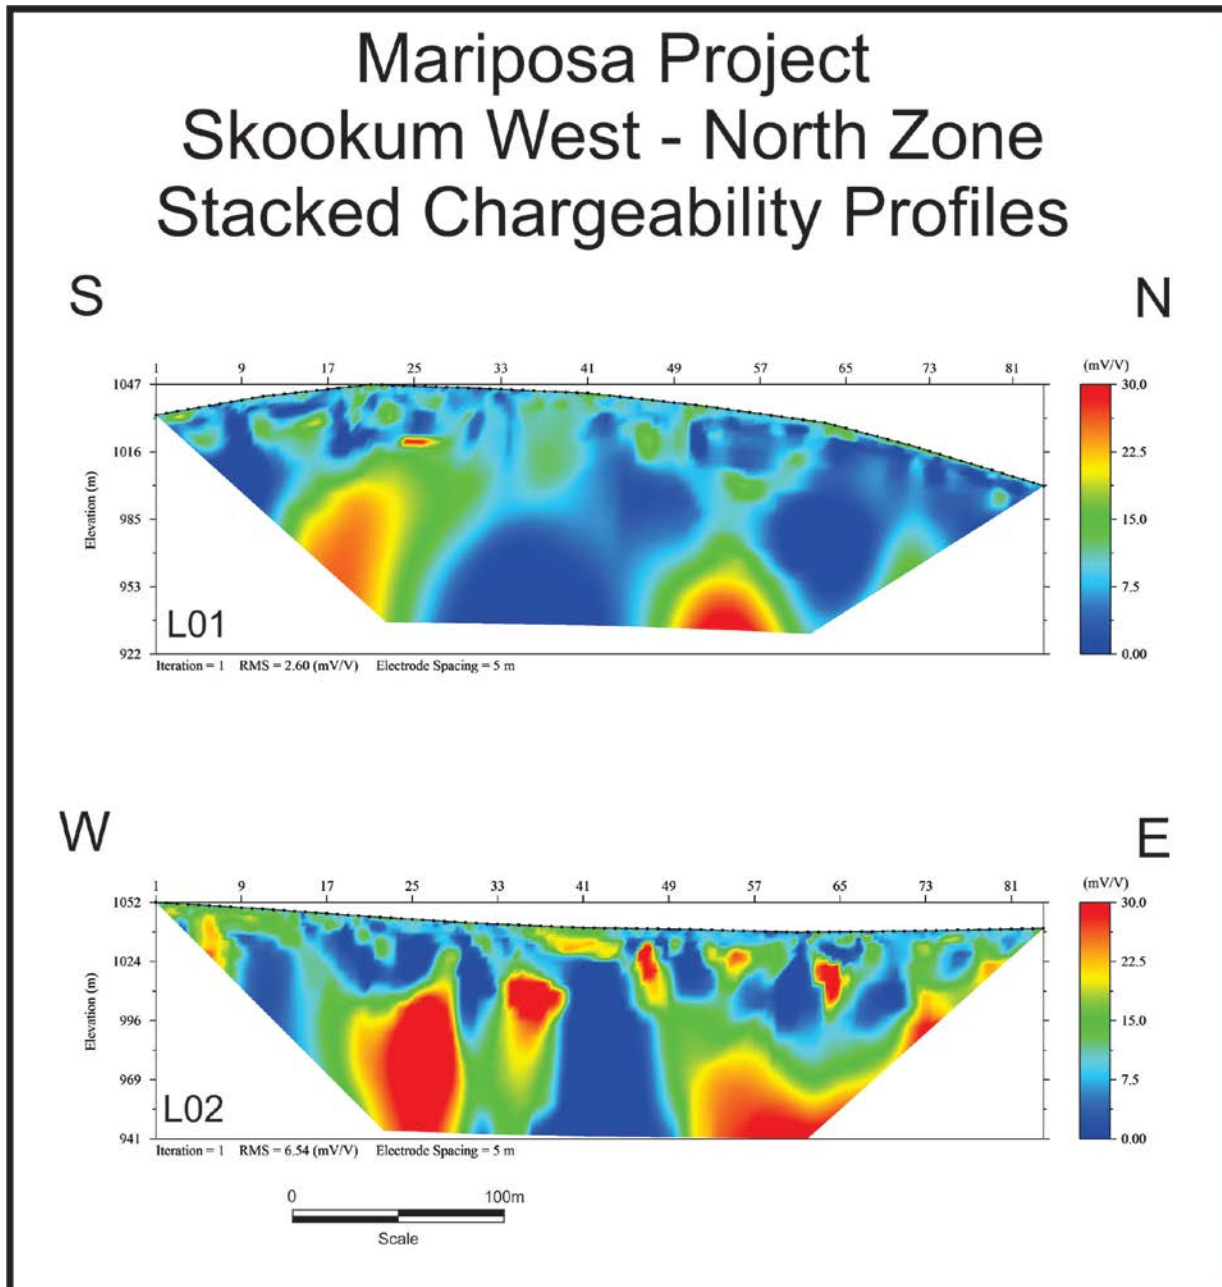 Mariposa Project
Skookum West - North Zone
Stacked Chargeability Profiles
S
N
1 9 17 25 33 41 49 57 65 73 81
(mV/V)
1047
1016
985
953
922
Elevation (m)
30.0
22.5
15.0
7.5
0.00
L01
Iteration = 1 RMS = 2.60 (mV/V) Electrode Spacing = 5 m
W
E
1 9 17 25 33 41 49 57 65 73 81
(mV/V)
1052
1024
996
969
941
Elevation (m)
30.0
22.5
15.0
7.5
0.00
L02
Iteration = 1 RMS = 6.54 (mV/V) Electrode Spacing = 5 m
0 100m
Scale